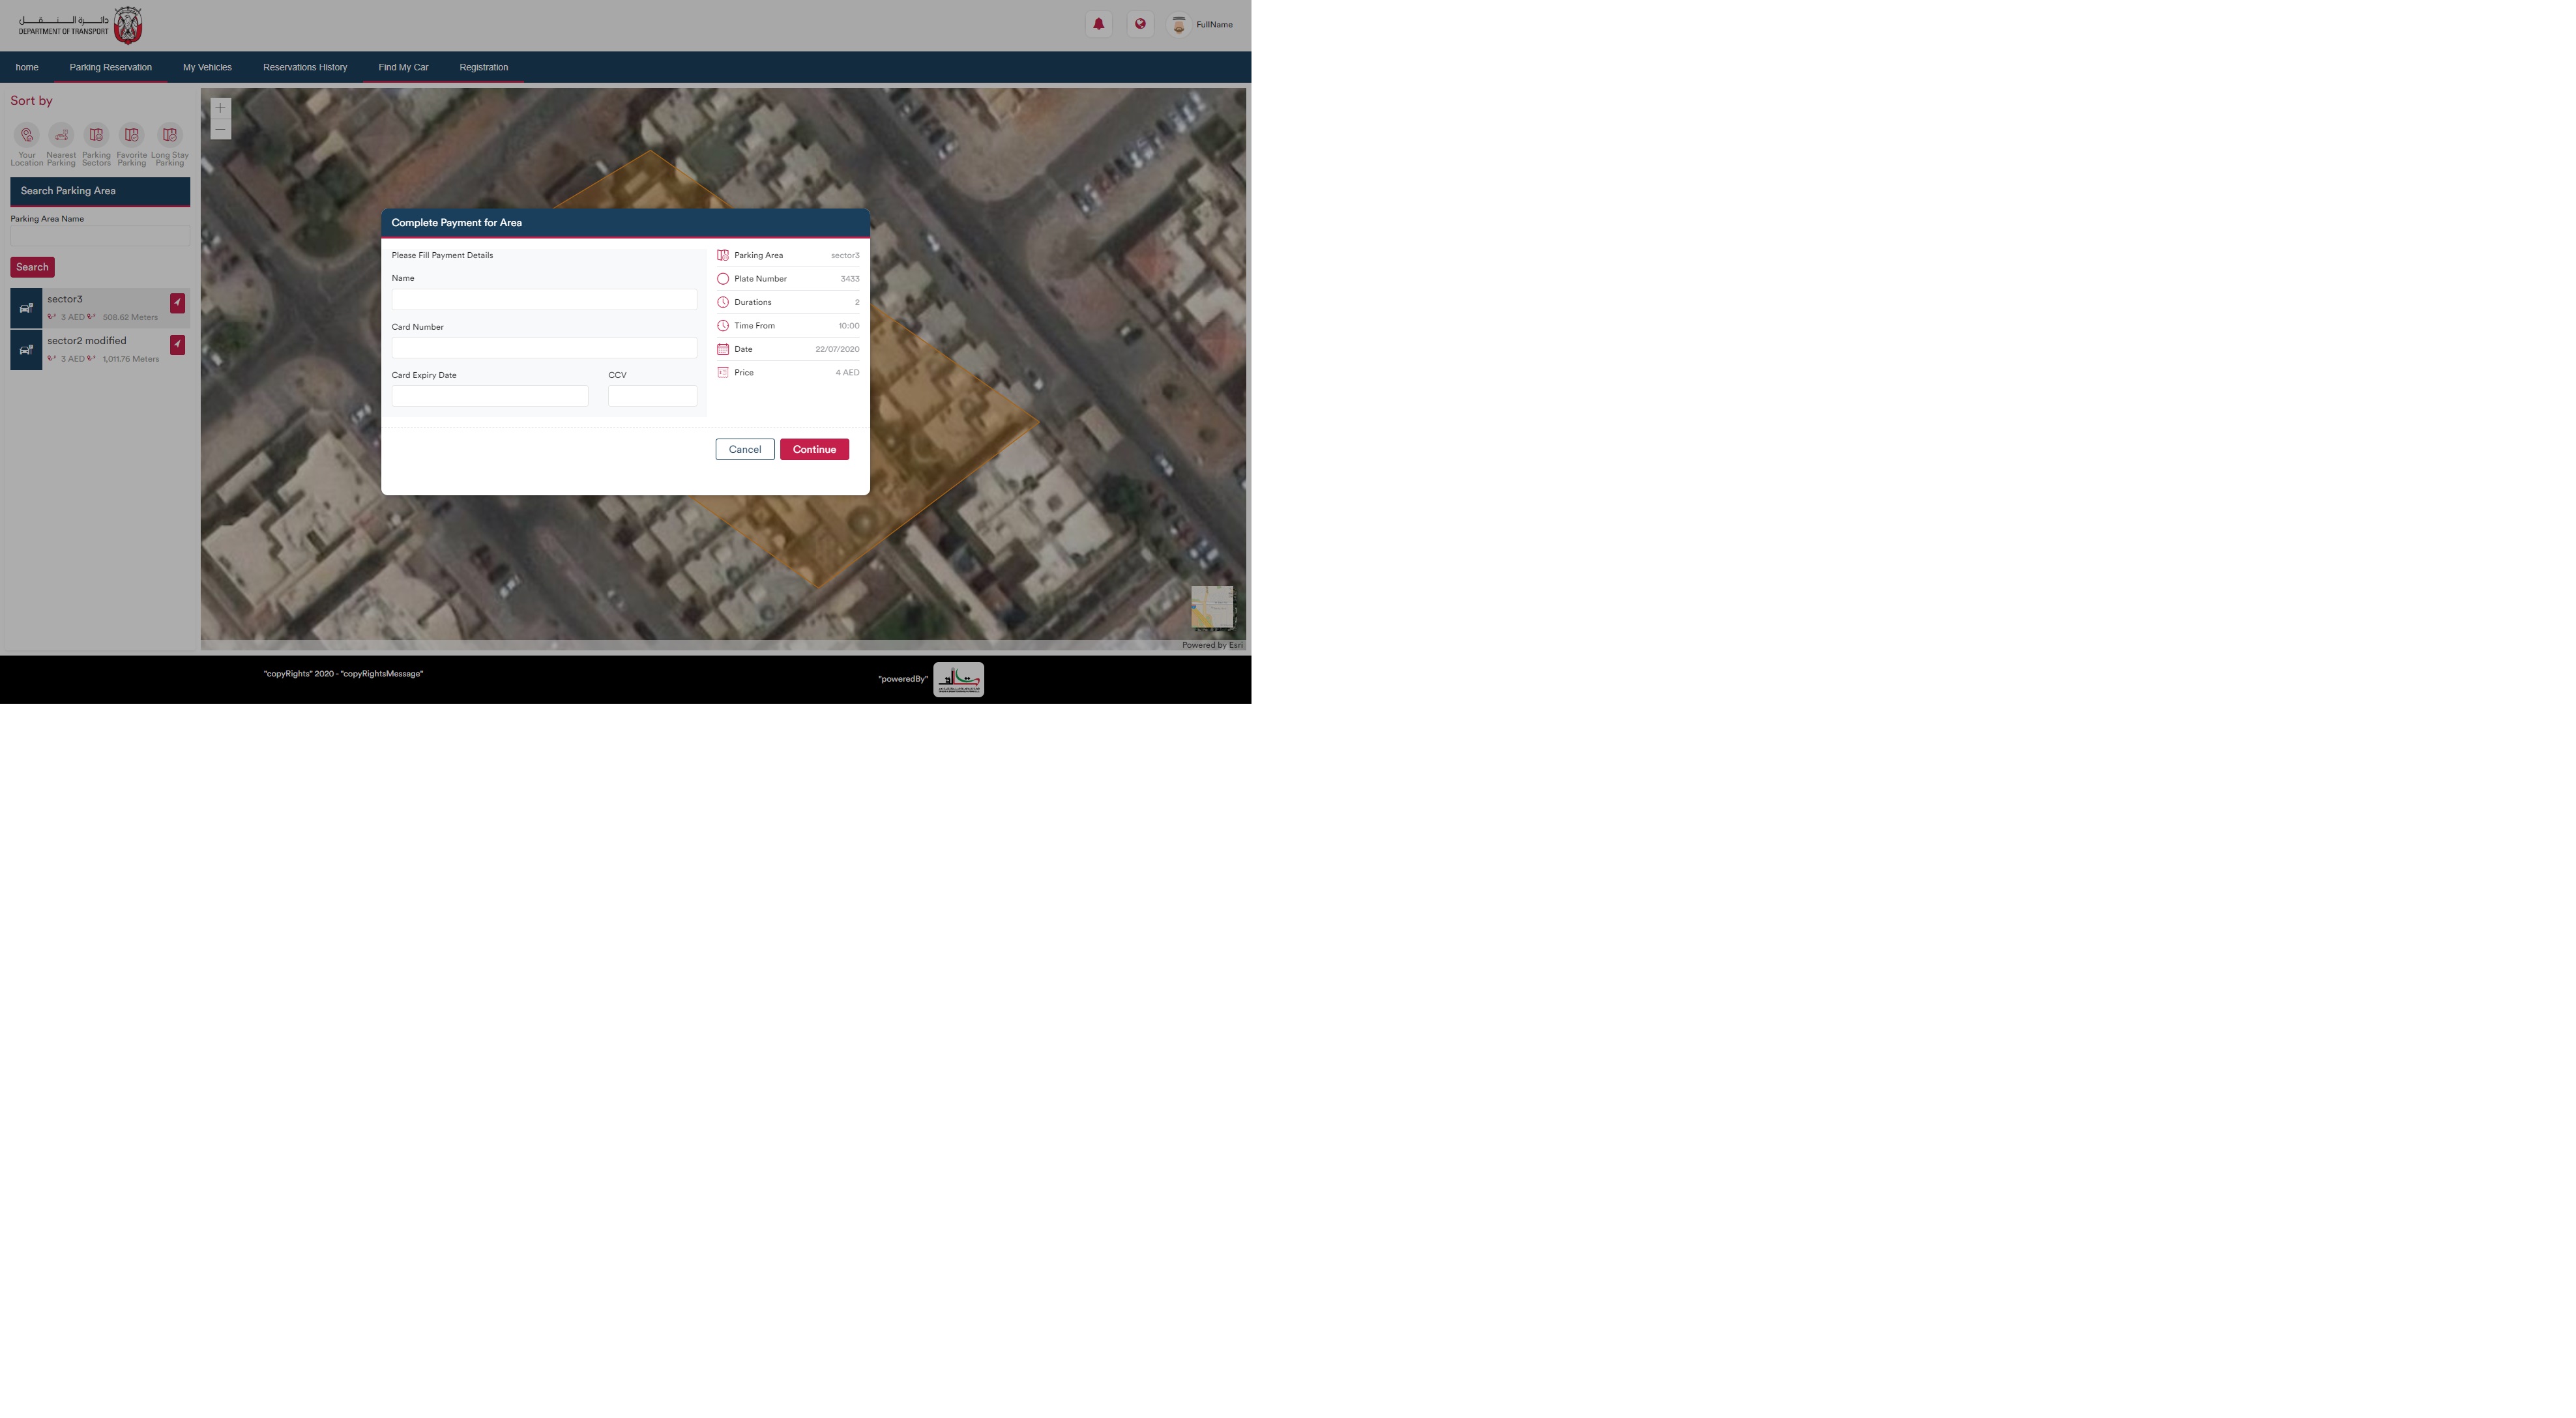 دائـــرة الـنـــقـــل
DEPARTMENT OF TRANSPORT
FullName
home
Parking Reservation
My Vehicles
Reservations History
Find My Car
Registration
Sort by
Your Location
Nearest Parking
Parking Sectors
Favorite Parking
Long Stay Parking
Search Parking Area
Parking Area Name
Search
sector3
3 AED 508.62 Meters
sector2 modified
3 AED 1,011.76 Meters
Complete Payment for Area
Please Fill Payment Details
Name
Card Number
Card Expiry Date
CCV
Parking Area sector3
Plate Number 3433
Durations 2
Time From 10:00
Date 22/07/2020
Price 4 AED
Cancel
Continue
Powered by Esri
"copyRights" 2020 - "copyRightsMessage"
"poweredBy"